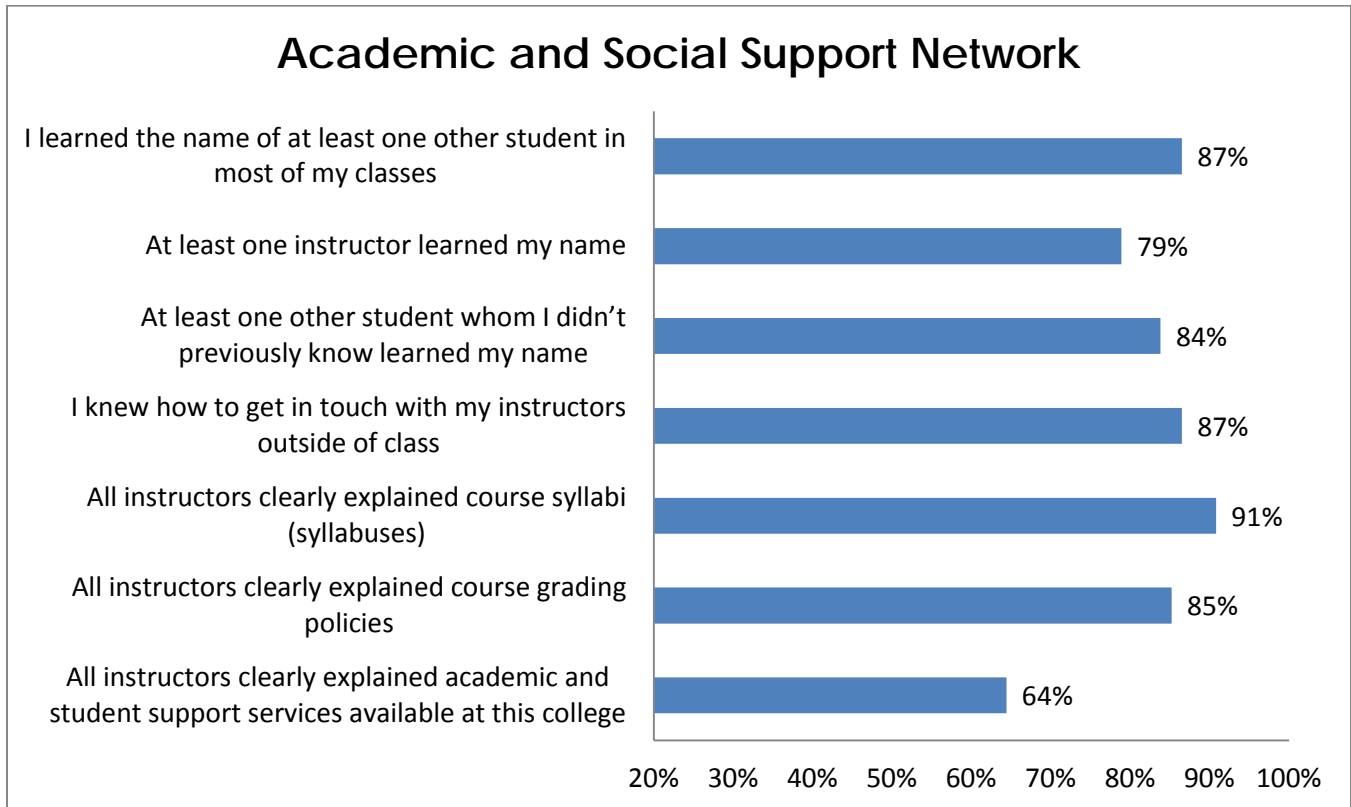 Academic and Social Support Network
I learned the name of at least one other student in
most of my classes
87%
At least one instructor learned my name
79%
At least one other student whom I didn’t
previously know learned my name
84%
I knew how to get in touch with my instructors
outside of class
87%
All instructors clearly explained course syllabi
(syllabuses)
91%
All instructors clearly explained course grading
policies
85%
All instructors clearly explained academic and
student support services available at this college
64%
20% 30% 40% 50% 60% 70% 80% 90% 100%